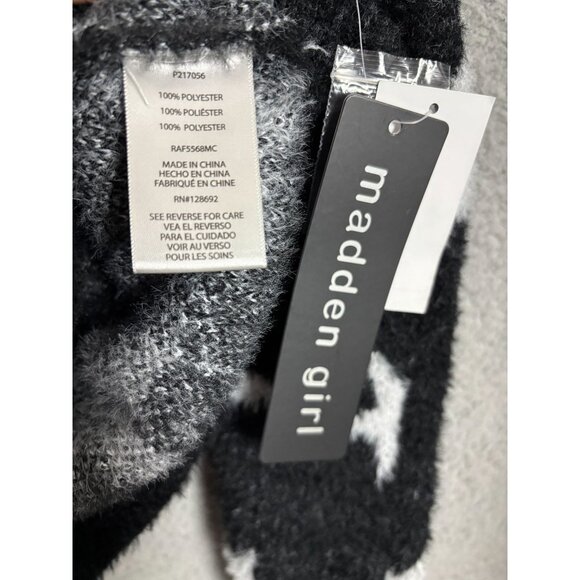 P217056
100% POLYESTER
100% POLIÉSTER
100% POLYESTER
RAF5568MC
MADE IN CHINA
HECHO EN CHINA
FABRIQUÉ EN CHINE
RN#128692
SEE REVERSE FOR CARE
VEA EL REVERSO
PARA EL CUIDADO
VOIR AU VERSO
POUR LES SOINS
madden girl